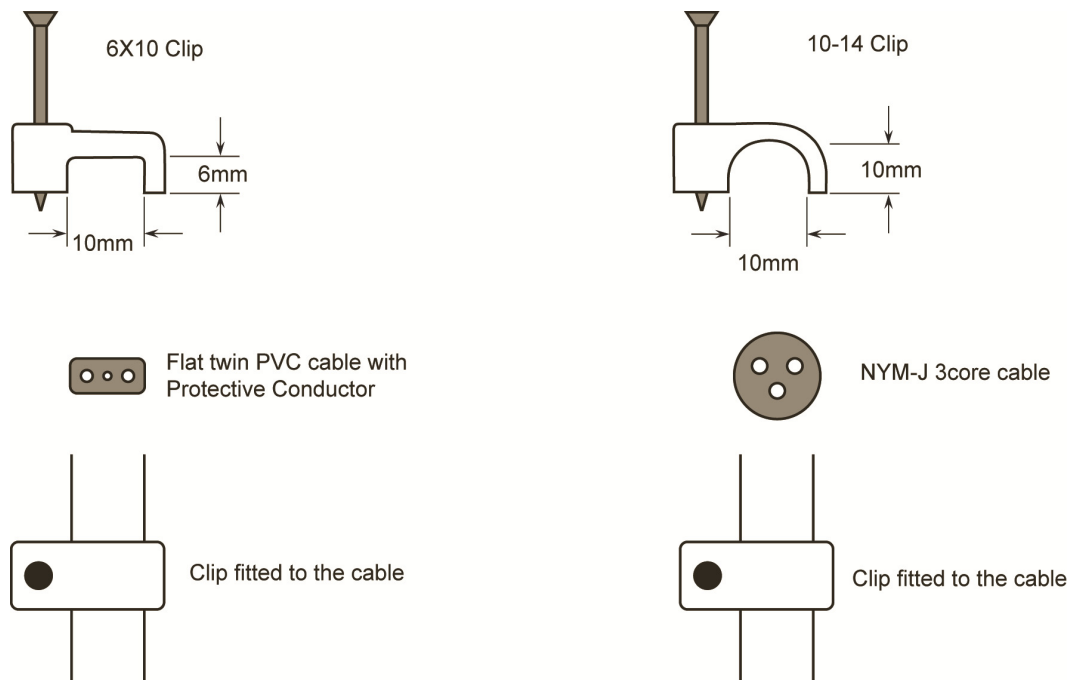 6X10 Clip
6mm
10mm
Flat twin PVC cable with
Protective Conductor
Clip fitted to the cable
10-14 Clip
10mm
10mm
NYM-J 3core cable
Clip fitted to the cable